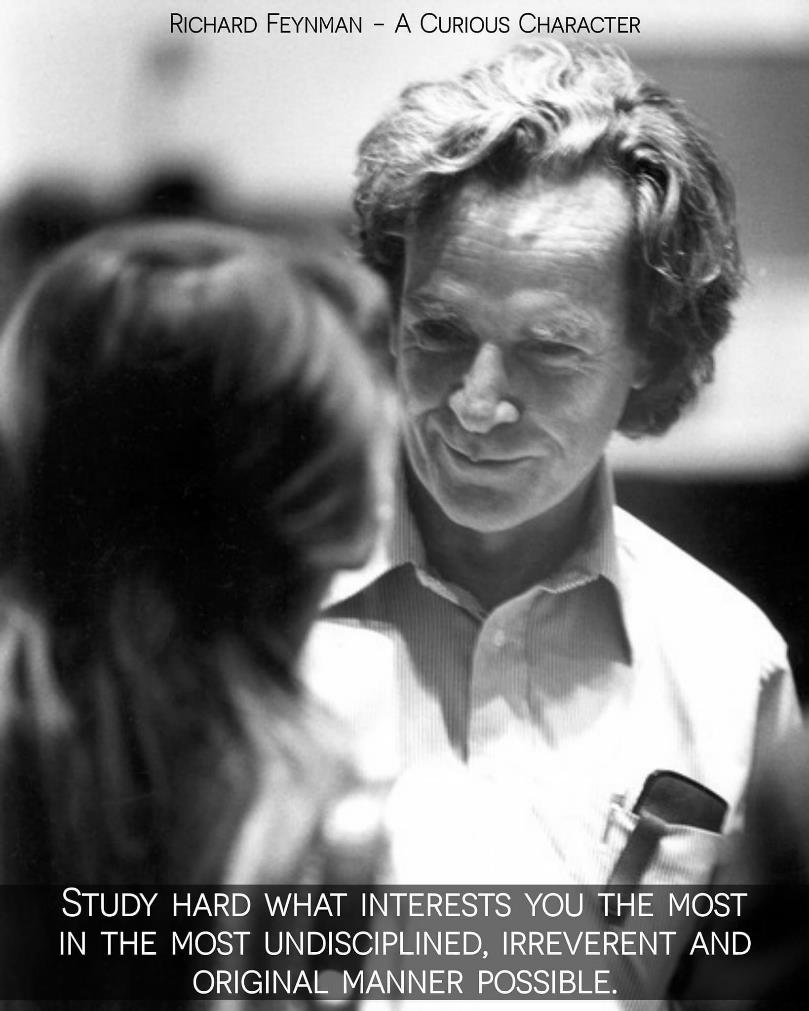 Richard Feynman – A Curious Character
Study hard what interests you the most
in the most undisciplined, irreverent and
original manner possible.